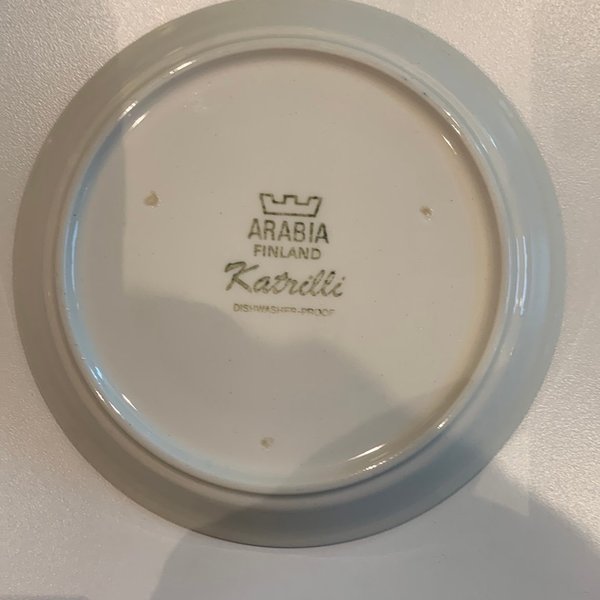 ARABIA
FINLAND
Katrilli
DISHWASHER-PROOF